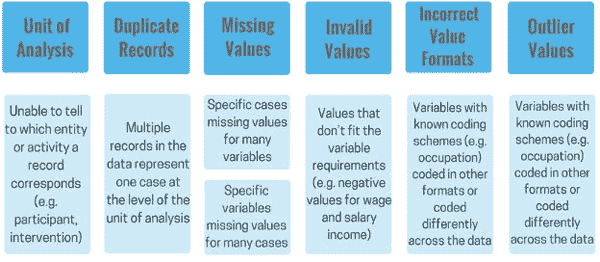 Unit of
Analysis
Duplicate
Records
Missing
Values
Invalid
Values
Incorrect
Value
Formats
Outlier
Values
Unable to tell
to which entity
or activity a
record
corresponds
(e.g.
participant,
intervention)
Multiple
records in the
data represent
one case at
the level of the
unit of analysis
Specific cases
missing values
for many
variables
Specific
variables
missing values
for many cases
Values that
don't fit the
variable
requirements
(e.g. negative
values for wage
and salary
income)
Variables with
known coding
schemes (e.g.
occupation)
coded in other
formats or
coded
differently
across the data
Variables with
known coding
schemes (e.g.
occupation)
coded in other
formats or
coded
differently
across the data